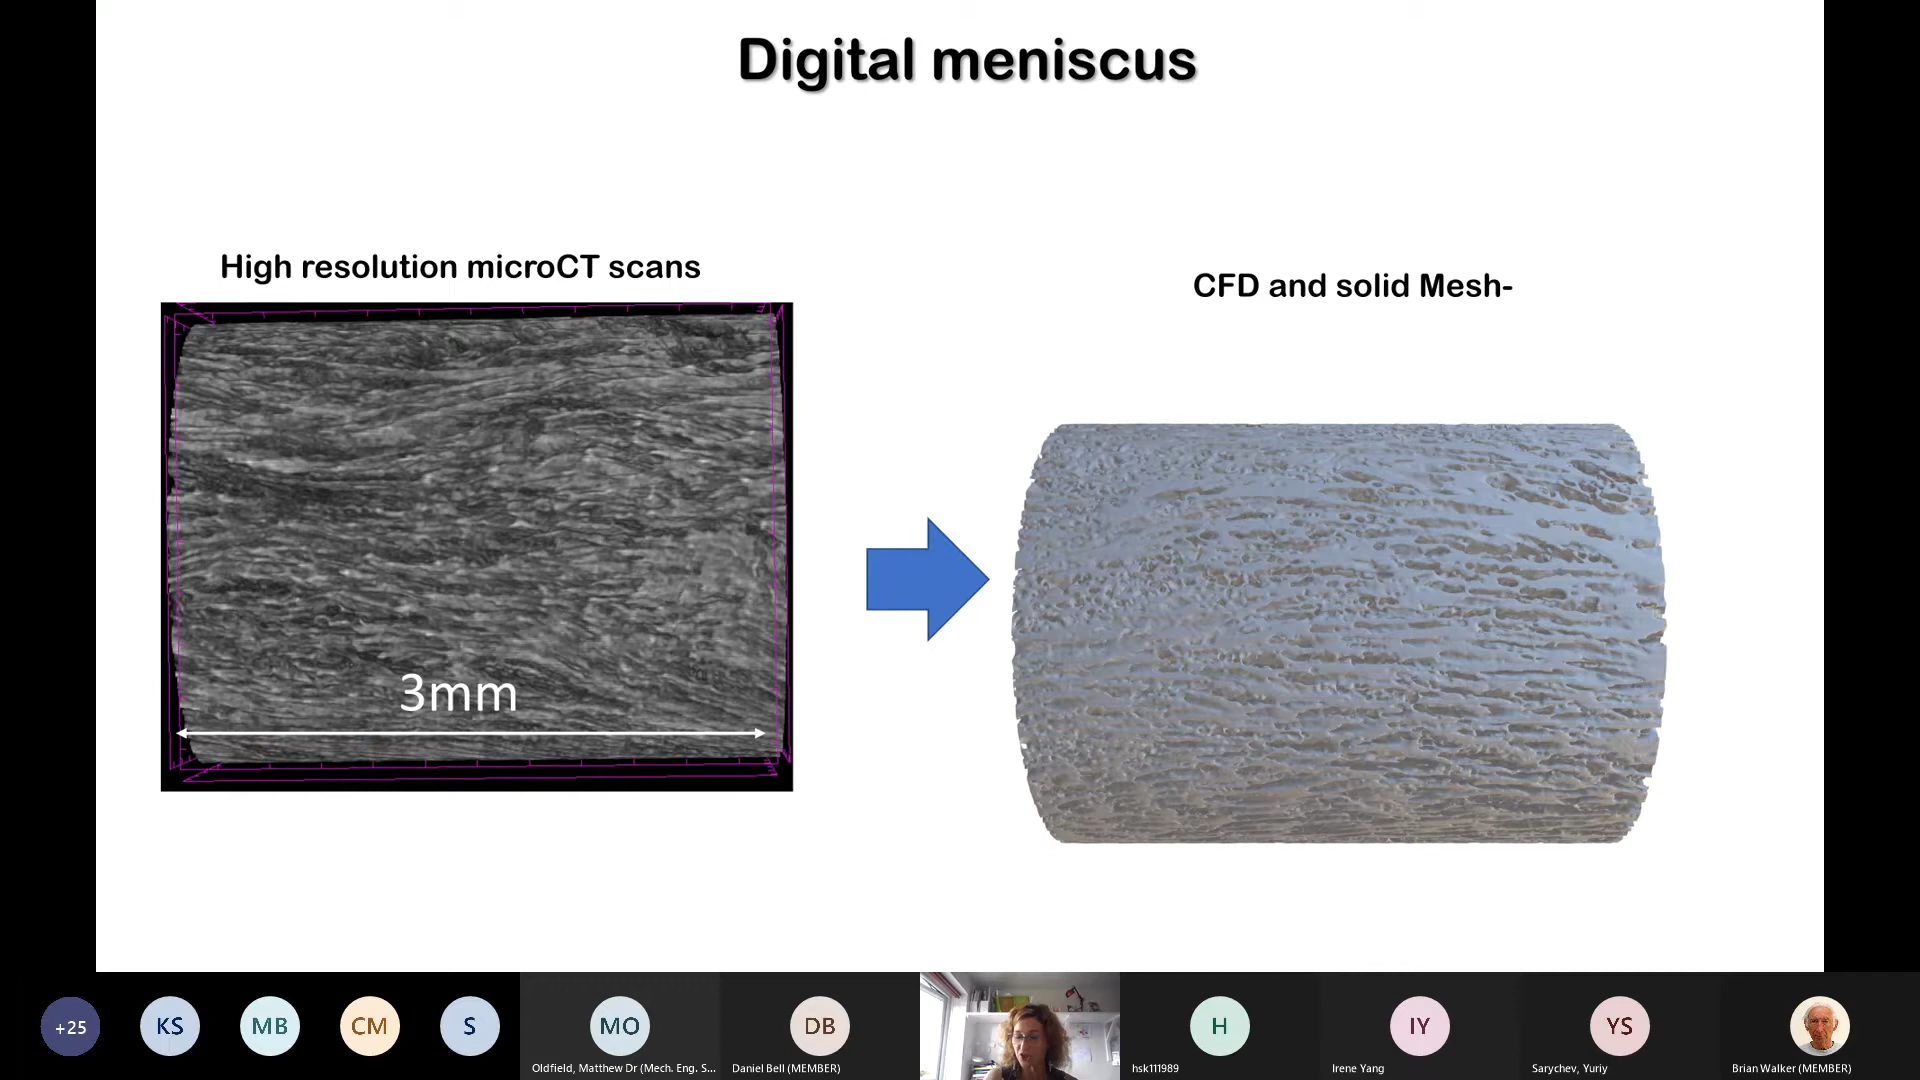 Digital meniscus
High resolution microCT scans
CFD and solid Mesh-
3mm
+25
KS
MB
CM
S
MO
DB
H
IY
YS
Oldfield, Matthew Dr (Mech. Eng. S...
Daniel Bell (MEMBER)
hsk111989
Irene Yang
Sarychev, Yuriy
Brian Walker (MEMBER)